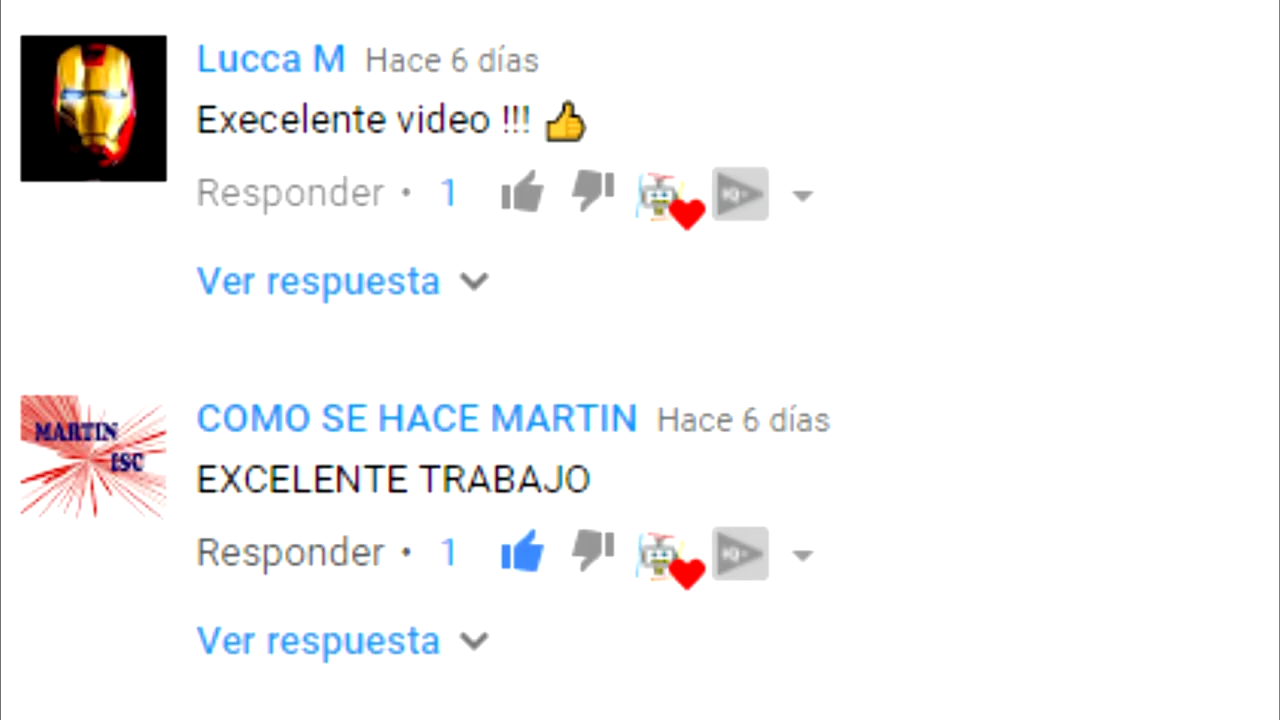 Lucca M Hace 6 días
Execelente video !!! 👍
Responder • 1
Ver respuesta
MARTIN
ISC
COMO SE HACE MARTIN Hace 6 días
EXCELENTE TRABAJO
Responder • 1
Ver respuesta